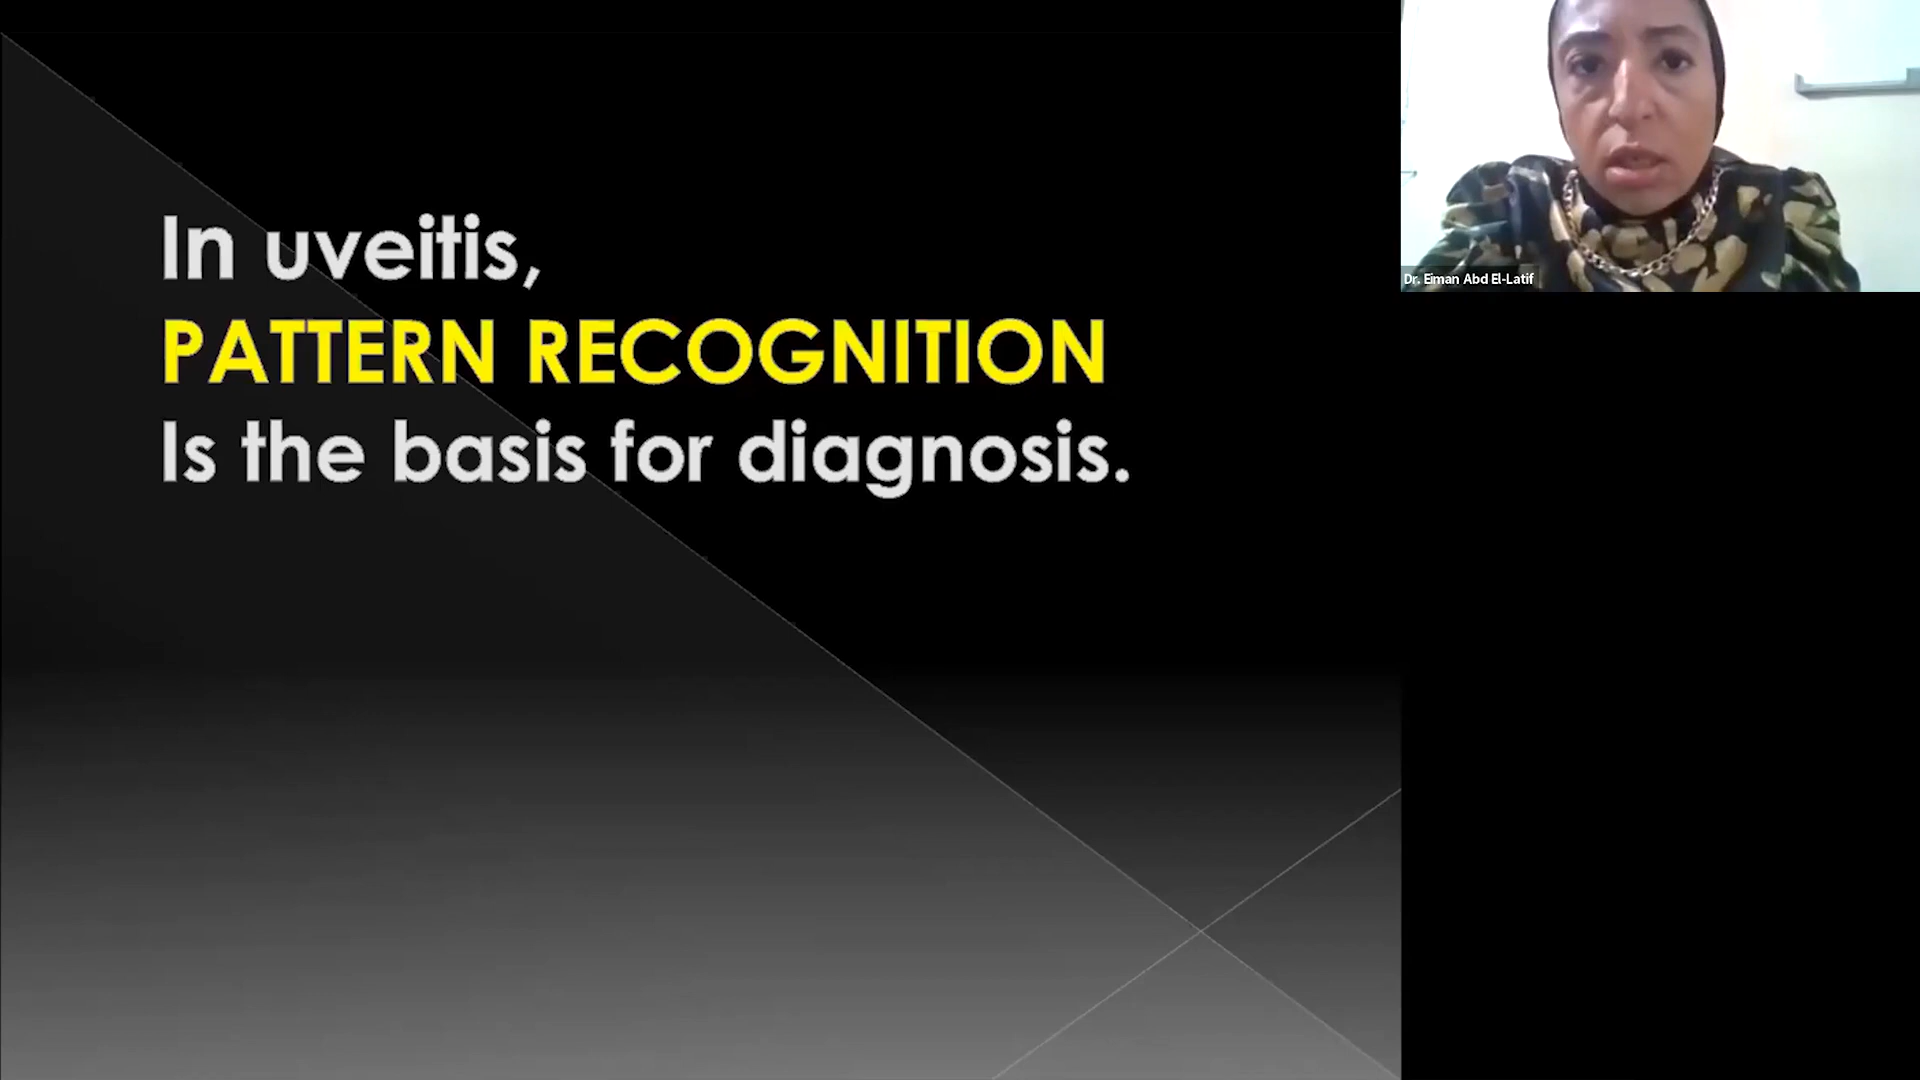 In uveitis,
PATTERN RECOGNITION
Is the basis for diagnosis.
Dr. Eiman Abd El-Latif